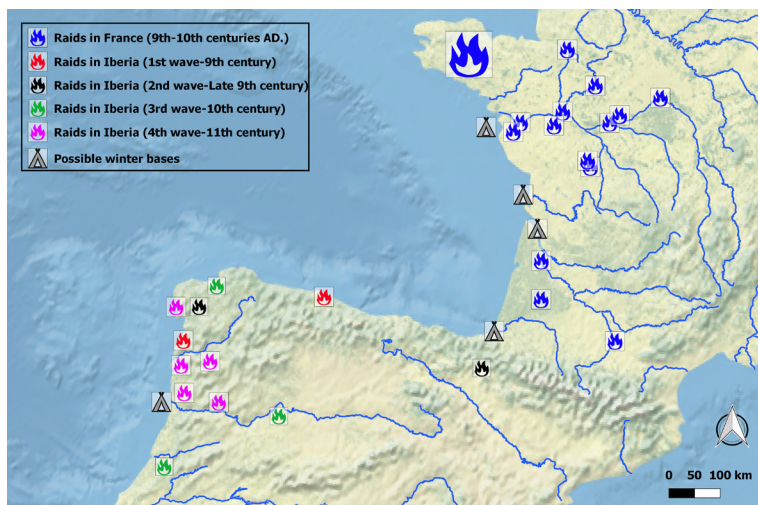 Raids in France (9th-10th centuries AD.)
Raids in Iberia (1st wave-9th century)
Raids in Iberia (2nd wave-Late 9th century)
Raids in Iberia (3rd wave-10th century)
Raids in Iberia (4th wave-11th century)
Possible winter bases
0 50 100 km